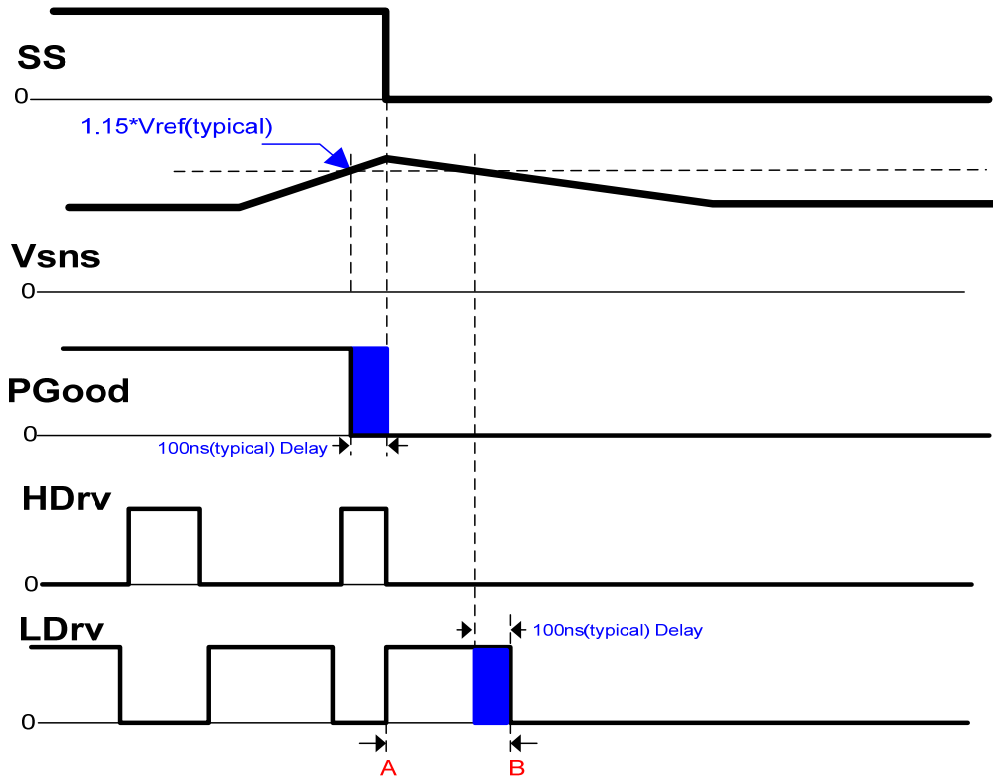 SS
0
1.15*Vref(typical)
Vsns
0
PGood
0
100ns(typical) Delay
HDrv
0
LDrv
100ns(typical) Delay
0
A
B